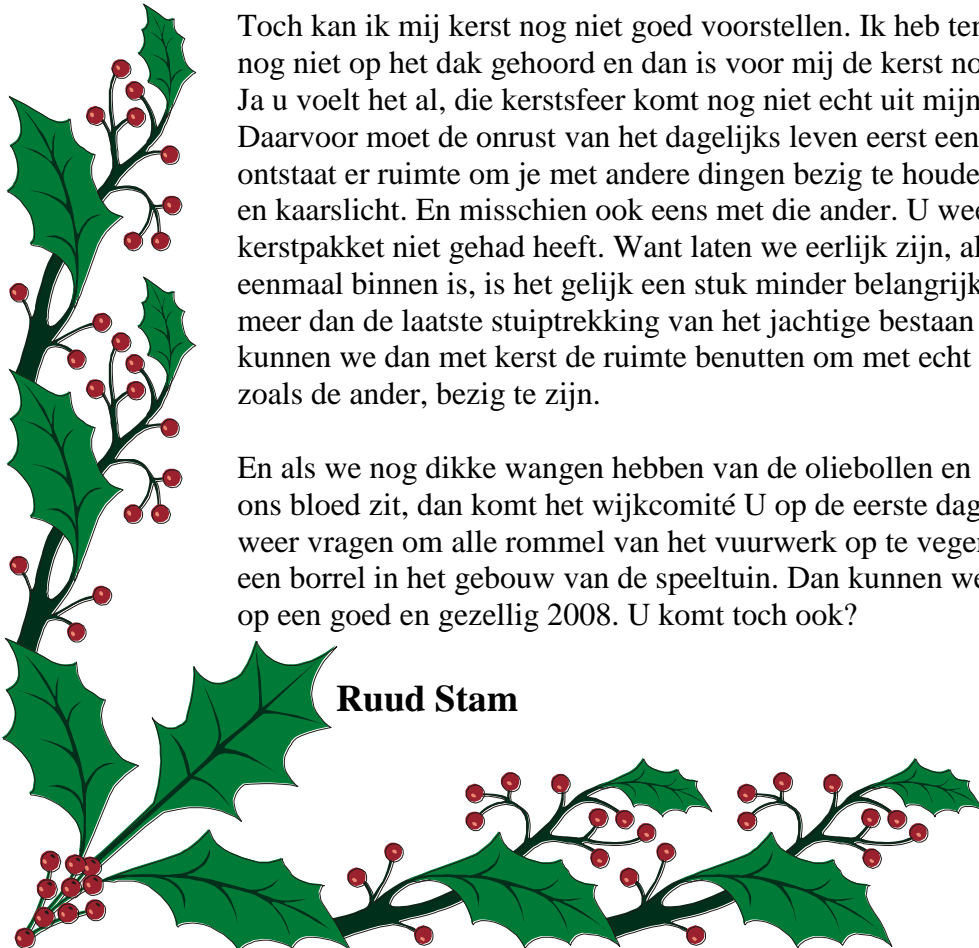 Toch kan ik mij kerst nog niet goed voorstellen. Ik heb ter
nog niet op het dak gehoord en dan is voor mij de kerst no
Ja u voelt het al, die kerstsfeer komt nog niet echt uit mijn
Daarvoor moet de onrust van het dagelijks leven eerst een
ontstaat er ruimte om je met andere dingen bezig te houde
en kaarslicht. En misschien ook eens met die ander. U wee
kerstpakket niet gehad heeft. Want laten we eerlijk zijn, al
eenmaal binnen is, is het gelijk een stuk minder belangrijk
meer dan de laatste stuiptrekking van het jachtige bestaan
kunnen we dan met kerst de ruimte benutten om met echt
zoals de ander, bezig te zijn.

En als we nog dikke wangen hebben van de oliebollen en
ons bloed zit, dan komt het wijkcomité U op de eerste dag
weer vragen om alle rommel van het vuurwerk op te vegen
een borrel in het gebouw van de speeltuin. Dan kunnen we
op een goed en gezellig 2008. U komt toch ook?

Ruud Stam